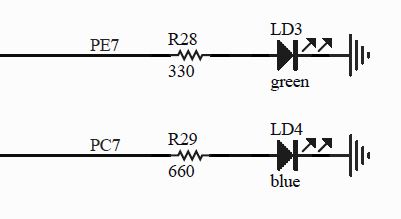 LD3
PE7 R28
330 green
LD4
PC7 R29
660 blue